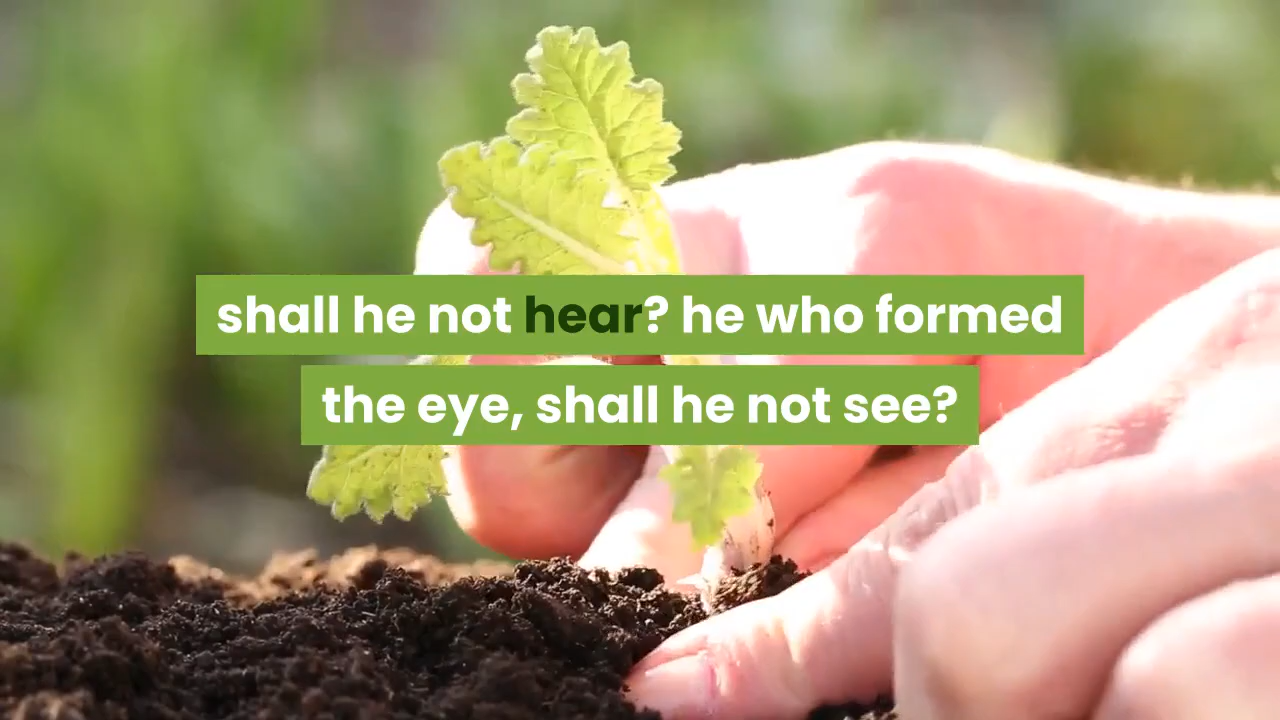 shall he not hear? he who formed
the eye, shall he not see?